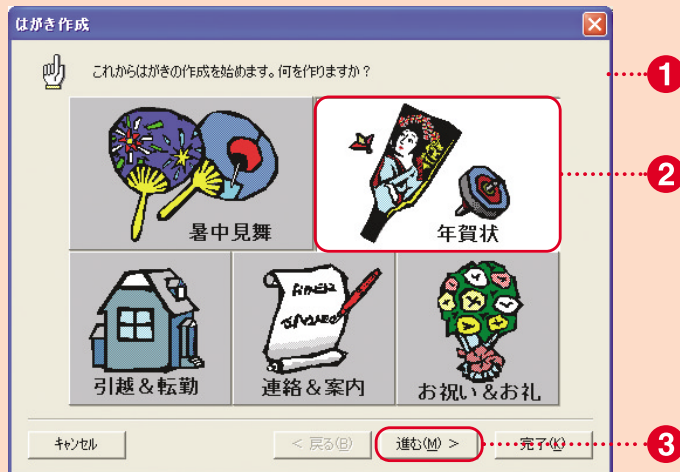 はがき作成
これからはがきの作成を始めます。何を作りますか？
1
暑中見舞
年賀状
2
引越＆転勤
連絡＆案内
お祝い＆お礼
キャンセル
< 戻る(B)
進む(M) >
完了(K)
3